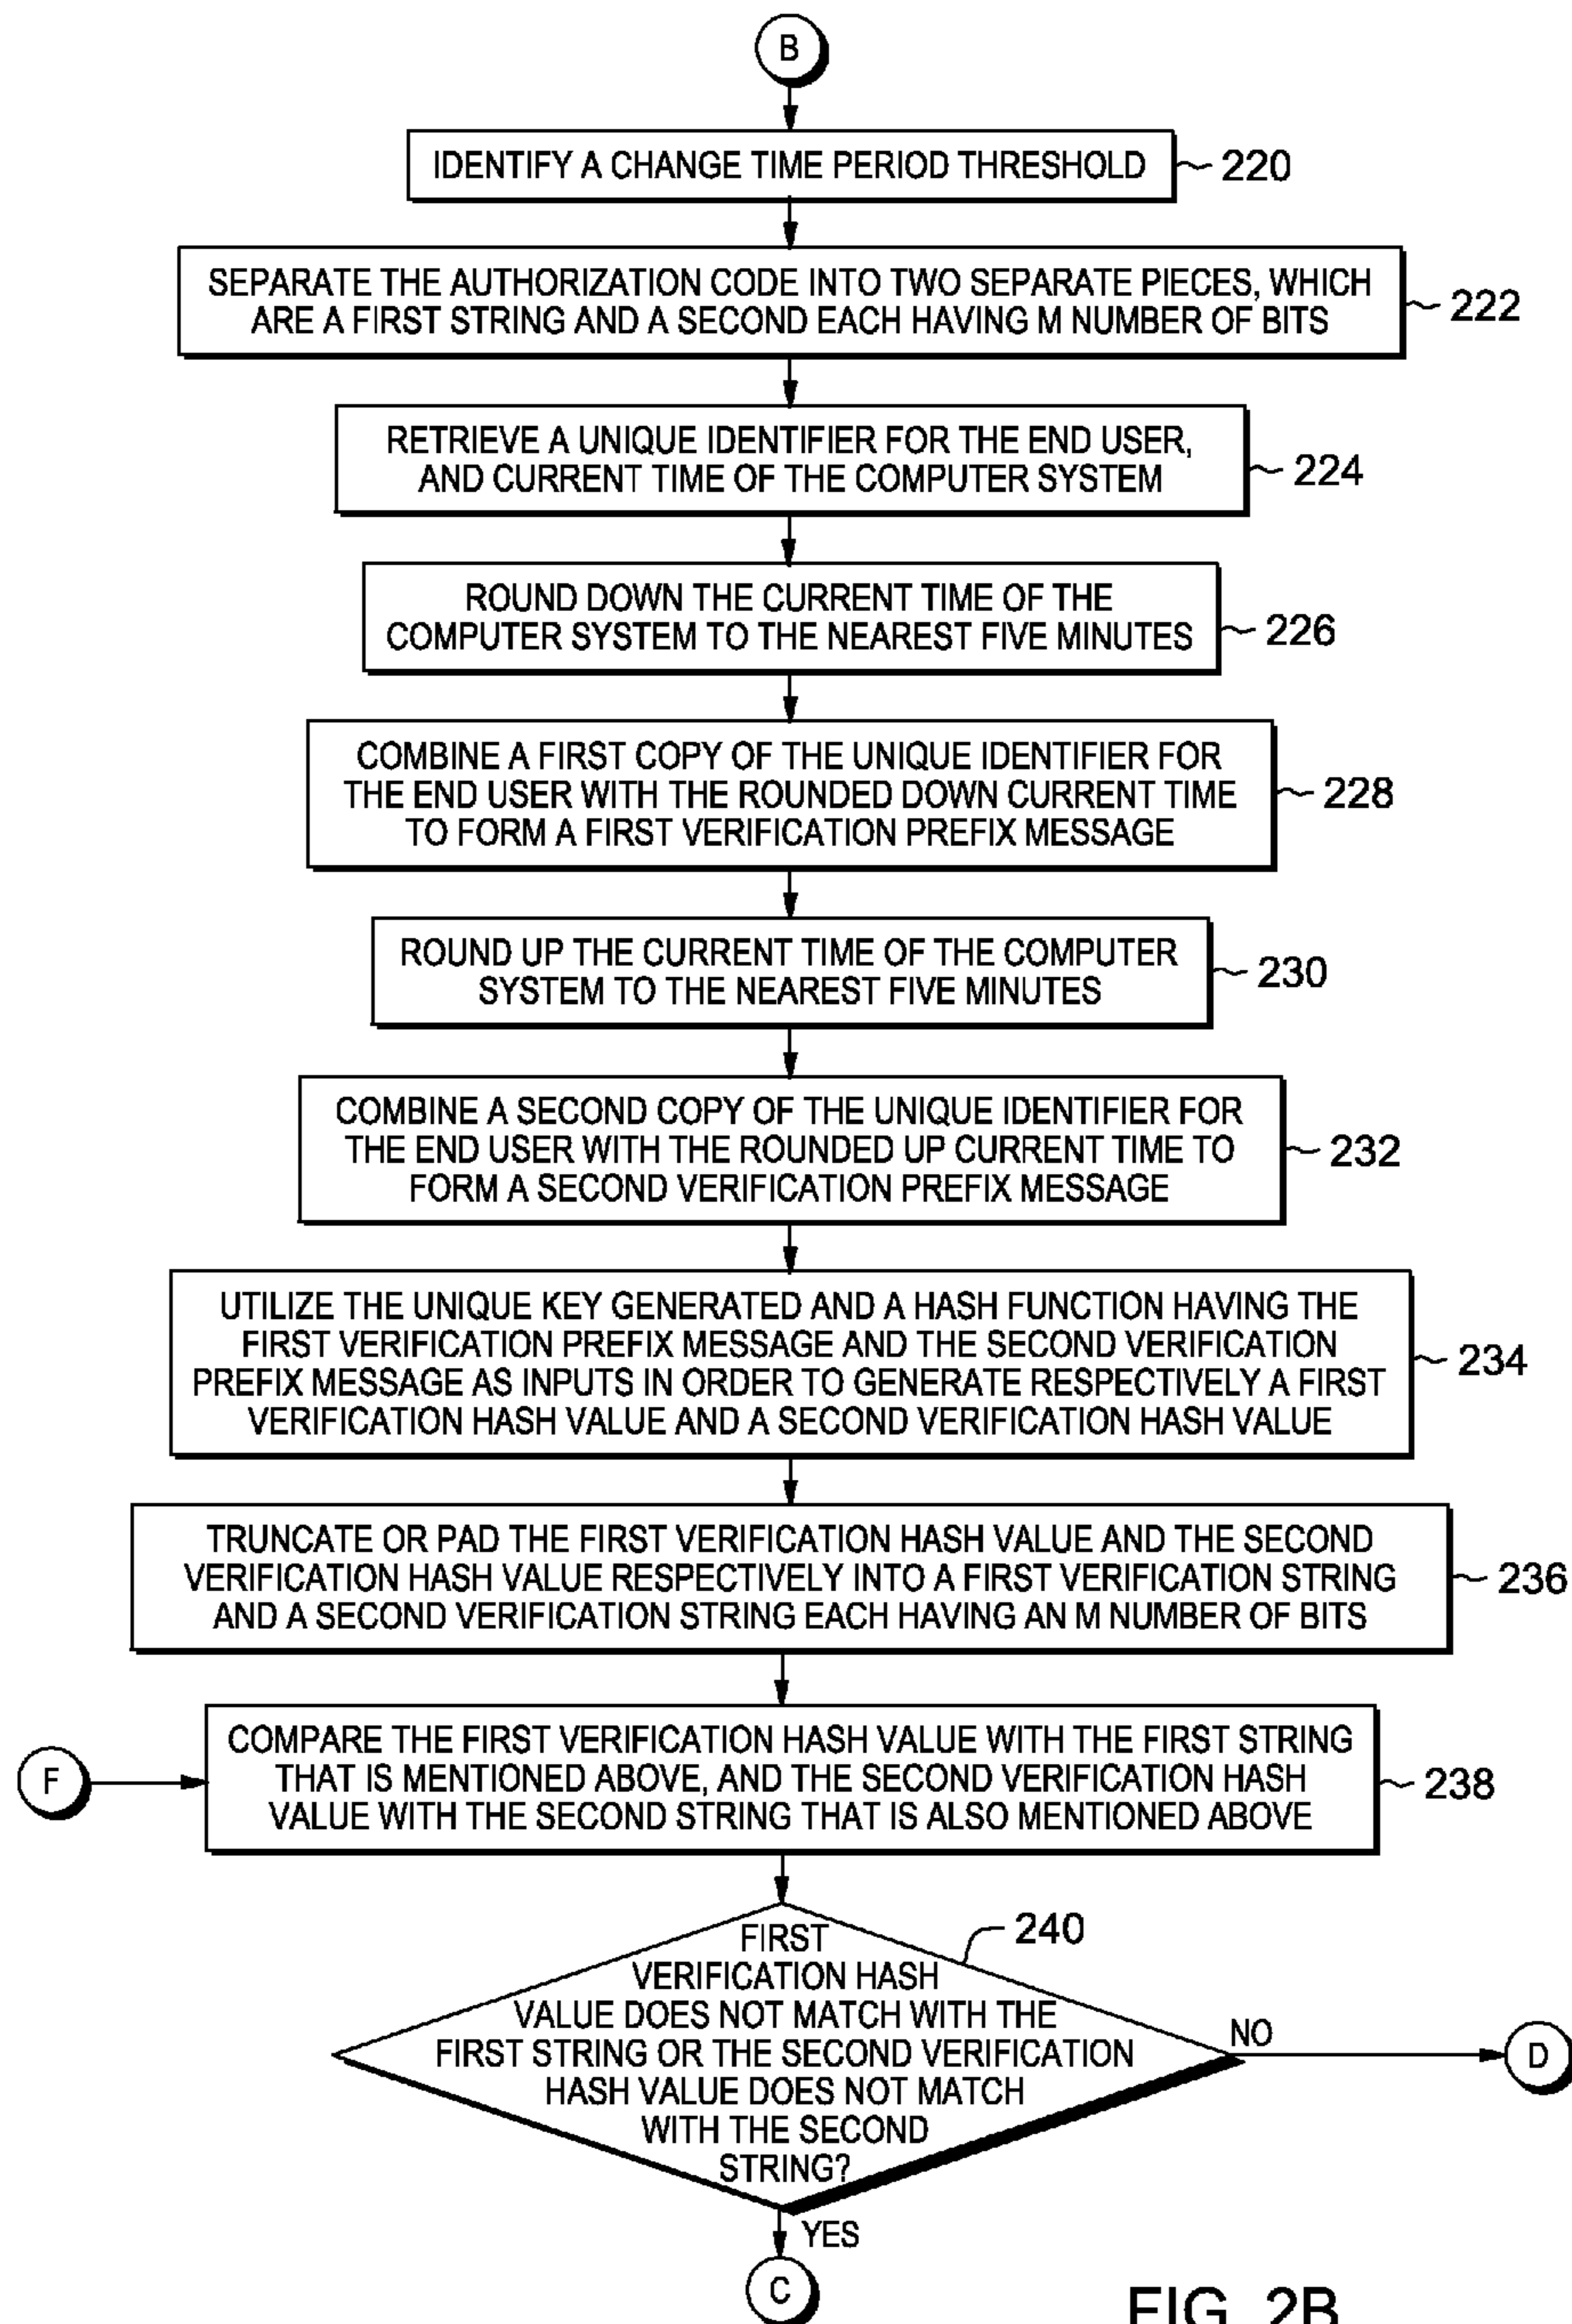 B
IDENTIFY A CHANGE TIME PERIOD THRESHOLD
220
SEPARATE THE AUTHORIZATION CODE INTO TWO SEPARATE PIECES, WHICH
ARE A FIRST STRING AND A SECOND EACH HAVING M NUMBER OF BITS
222
RETRIEVE A UNIQUE IDENTIFIER FOR THE END USER,
AND CURRENT TIME OF THE COMPUTER SYSTEM
224
ROUND DOWN THE CURRENT TIME OF THE
COMPUTER SYSTEM TO THE NEAREST FIVE MINUTES
226
COMBINE A FIRST COPY OF THE UNIQUE IDENTIFIER FOR
THE END USER WITH THE ROUNDED DOWN CURRENT TIME
TO FORM A FIRST VERIFICATION PREFIX MESSAGE
228
ROUND UP THE CURRENT TIME OF THE COMPUTER
SYSTEM TO THE NEAREST FIVE MINUTES
230
COMBINE A SECOND COPY OF THE UNIQUE IDENTIFIER FOR
THE END USER WITH THE ROUNDED UP CURRENT TIME TO
FORM A SECOND VERIFICATION PREFIX MESSAGE
232
UTILIZE THE UNIQUE KEY GENERATED AND A HASH FUNCTION HAVING THE
FIRST VERIFICATION PREFIX MESSAGE AND THE SECOND VERIFICATION
PREFIX MESSAGE AS INPUTS IN ORDER TO GENERATE RESPECTIVELY A FIRST
VERIFICATION HASH VALUE AND A SECOND VERIFICATION HASH VALUE
234
TRUNCATE OR PAD THE FIRST VERIFICATION HASH VALUE AND THE SECOND
VERIFICATION HASH VALUE RESPECTIVELY INTO A FIRST VERIFICATION STRING
AND A SECOND VERIFICATION STRING EACH HAVING AN M NUMBER OF BITS
236
F
COMPARE THE FIRST VERIFICATION HASH VALUE WITH THE FIRST STRING
THAT IS MENTIONED ABOVE, AND THE SECOND VERIFICATION HASH
VALUE WITH THE SECOND STRING THAT IS ALSO MENTIONED ABOVE
238
240
FIRST
VERIFICATION HASH
VALUE DOES NOT MATCH WITH THE
FIRST STRING OR THE SECOND VERIFICATION
HASH VALUE DOES NOT MATCH
WITH THE SECOND
STRING?
NO
D
YES
C
FIG. 2B